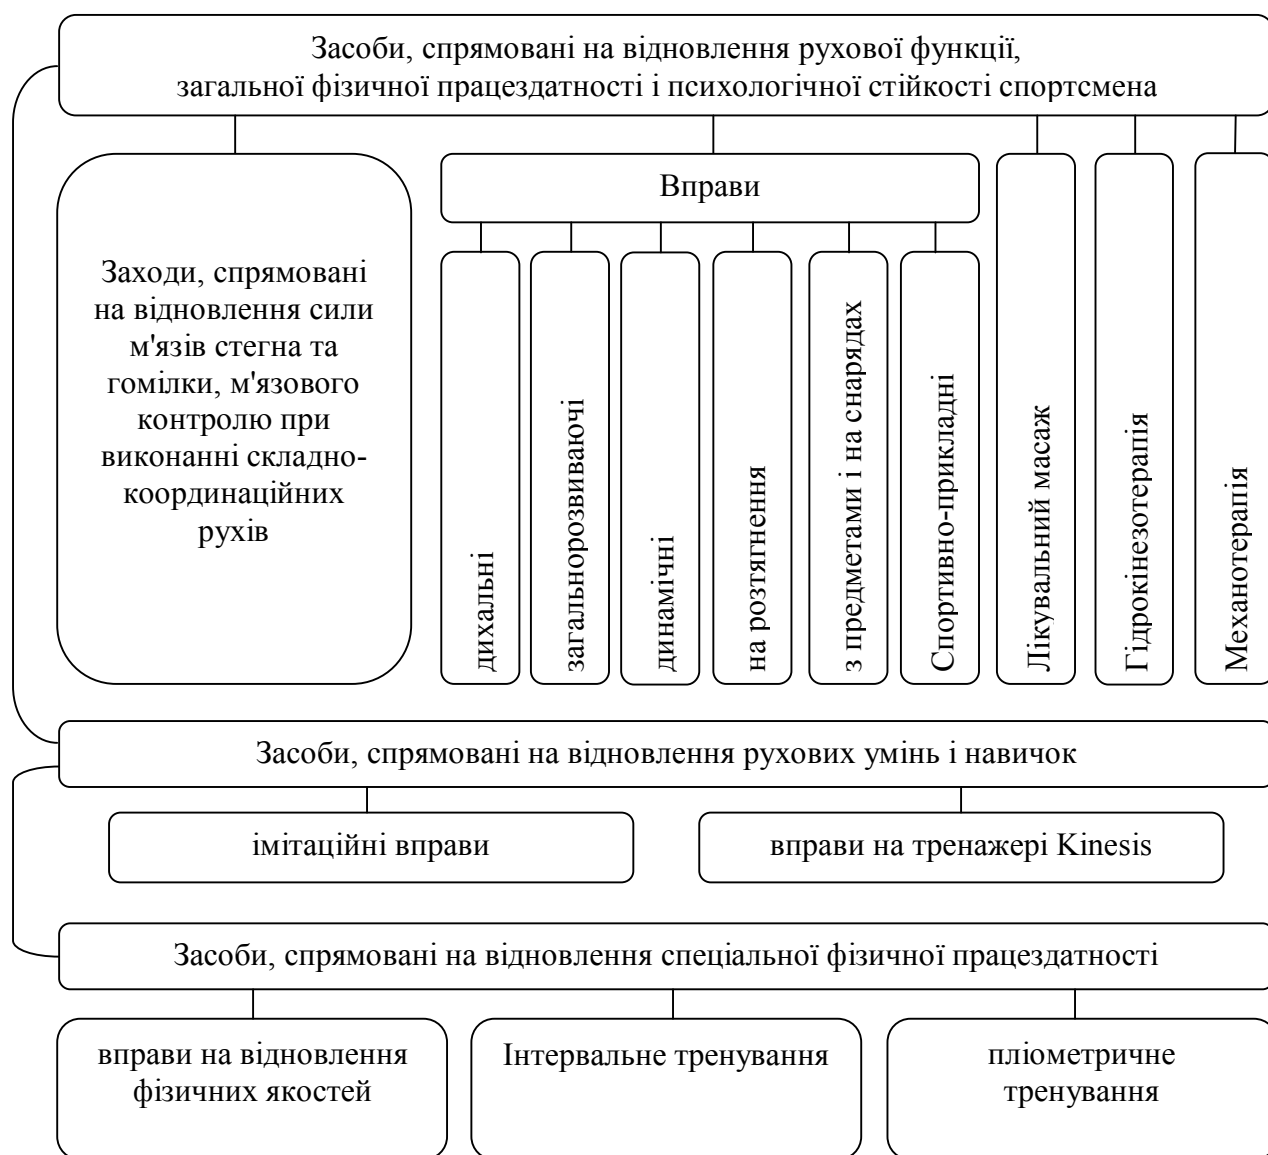 Засоби, спрямовані на відновлення рухової функції,
загальної фізичної працездатності і психологічної стійкості спортсмена
Заходи, спрямовані
на відновлення сили
м'язів стегна та
гомілки, м'язового
контролю при
виконанні складно-
координаційних
рухів
Вправи
дихальні
загальнорозвиваючі
динамічні
на розтягнення
з предметами і на снарядах
Спортивно-прикладні
Лікувальний масаж
Гідрокінезотерапія
Механотерапія
Засоби, спрямовані на відновлення рухових умінь і навичок
імітаційні вправи
вправи на тренажері Kinesis
Засоби, спрямовані на відновлення спеціальної фізичної працездатності
вправи на відновлення
фізичних якостей
Інтервальне тренування
пліометричне
тренування